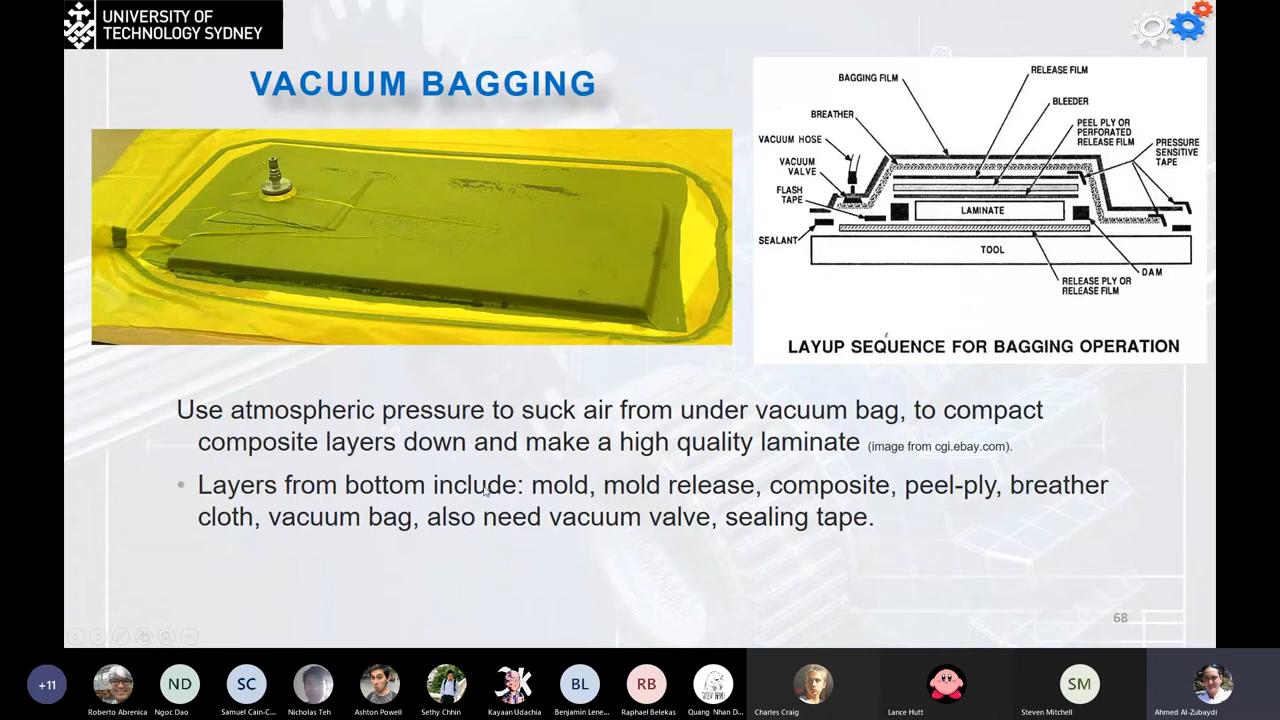 UNIVERSITY OF
TECHNOLOGY SYDNEY
VACUUM BAGGING
BAGGING FILM
RELEASE FILM
BREATHER
BLEEDER
VACUUM HOSE
PEEL PLY OR
PERFORATED
RELEASE FILM
VACUUM
VALVE
PRESSURE
SENSITIVE
TAPE
FLASH
TAPE
LAMINATE
SEALANT
TOOL
DAM
RELEASE PLY OR
RELEASE FILM
LAYUP SEQUENCE FOR BAGGING OPERATION
Use atmospheric pressure to suck air from under vacuum bag, to compact
composite layers down and make a high quality laminate (image from cgi.ebay.com).
• Layers from bottom include: mold, mold release, composite, peel-ply, breather
cloth, vacuum bag, also need vacuum valve, sealing tape.
68
+11
ND
SC
BL
RB
SM
Roberto Abrenica
Ngoc Dao
Samuel Cain-C...
Nicholas Teh
Ashton Powell
Sethy Chhin
Kayaan Udachia
Benjamin Lene...
Raphael Belekas
Quang Nhan D...
Charles Craig
Lance Hutt
Steven Mitchell
Ahmed Al-Zubaydi